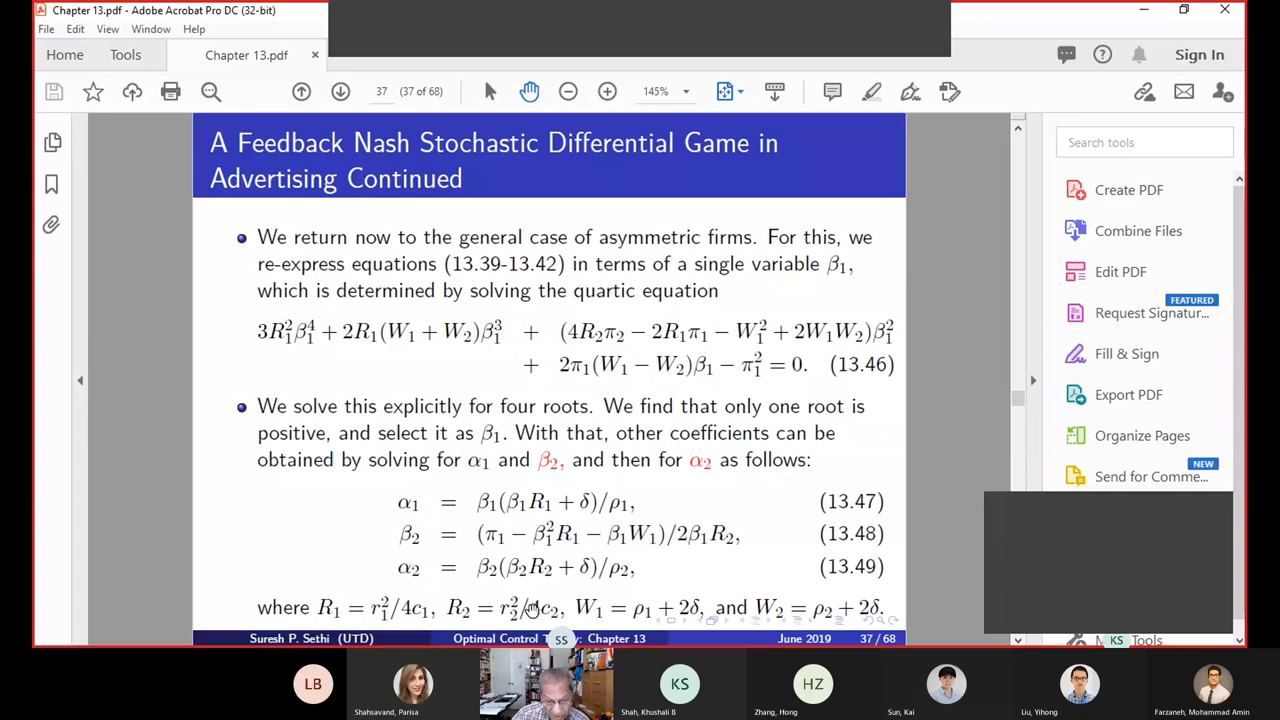 Chapter 13.pdf - Adobe Acrobat Pro DC (32-bit)
File Edit View Window Help
Home Tools Chapter 13.pdf × Sign In
37 (37 of 68) 145%
Search tools
A Feedback Nash Stochastic Differential Game in
Advertising Continued
We return now to the general case of asymmetric firms. For this, we
re-express equations (13.39-13.42) in terms of a single variable β₁,
which is determined by solving the quartic equation
3R₁²β₁⁴ + 2R₁(W₁ + W₂)β₁³ + (4R₂π₂ − 2R₁π₁ − W₁² + 2W₁W₂)β₁²
+ 2π₁(W₁ − W₂)β₁ − π₁² = 0. (13.46)
We solve this explicitly for four roots. We find that only one root is
positive, and select it as β₁. With that, other coefficients can be
obtained by solving for α₁ and β₂, and then for α₂ as follows:
α₁ = β₁(β₁R₁ + δ)/ρ₁, (13.47)
β₂ = (π₁ − β₁²R₁ − β₁W₁)/2β₁R₂, (13.48)
α₂ = β₂(β₂R₂ + δ)/ρ₂, (13.49)
where R₁ = r₁²/4c₁, R₂ = r₂²/4c₂, W₁ = ρ₁ + 2δ, and W₂ = ρ₂ + 2δ.
Suresh P. Sethi (UTD) Optimal Control Theory: Chapter 13 June 2019 37 / 68
Create PDF
Combine Files
Edit PDF
FEATURED
Request Signatur...
Fill & Sign
Export PDF
Organize Pages
NEW
Send for Comme...
Tools
SS
KS
LB
KS
HZ
Shahsavand, Parisa
Shah, Khushali B
Zhang, Hong
Sun, Kai
Liu, Yihong
Farzaneh, Mohammad Amin